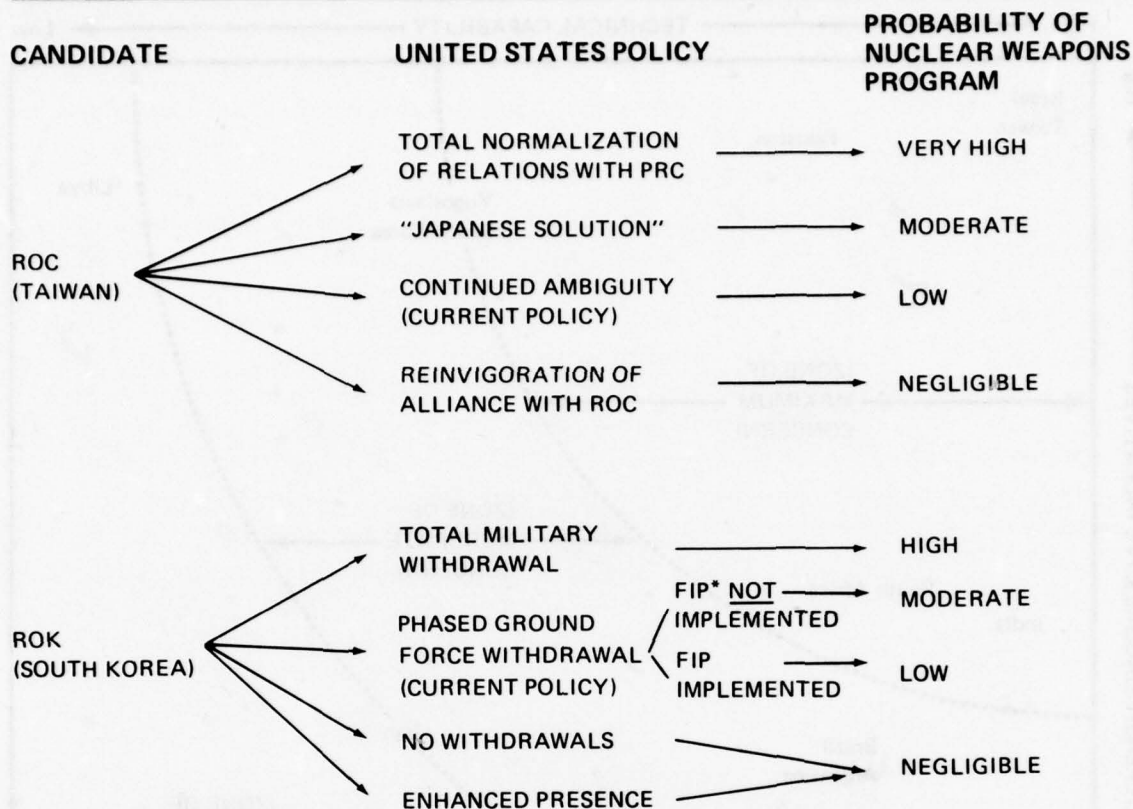 CANDIDATE
UNITED STATES POLICY
PROBABILITY OF
NUCLEAR WEAPONS
PROGRAM
ROC
(TAIWAN)
TOTAL NORMALIZATION
OF RELATIONS WITH PRC
VERY HIGH
"JAPANESE SOLUTION"
MODERATE
CONTINUED AMBIGUITY
(CURRENT POLICY)
LOW
REINVIGORATION OF
ALLIANCE WITH ROC
NEGLIGIBLE
ROK
(SOUTH KOREA)
TOTAL MILITARY
WITHDRAWAL
HIGH
PHASED GROUND
FORCE WITHDRAWAL
(CURRENT POLICY)
FIP* NOT
IMPLEMENTED
MODERATE
FIP
IMPLEMENTED
LOW
NO WITHDRAWALS
ENHANCED PRESENCE
NEGLIGIBLE